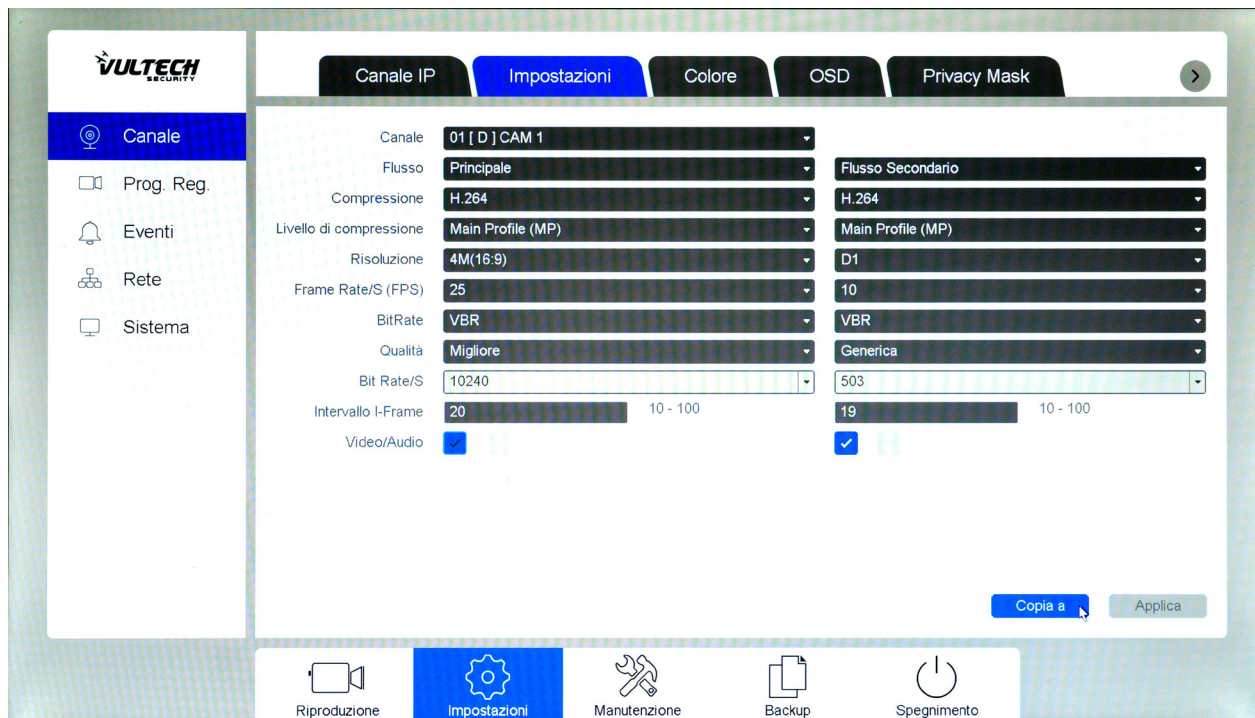 VULTECH
SECURITY
Canale IP
Impostazioni
Colore
OSD
Privacy Mask
Canale
Prog. Reg.
Eventi
Rete
Sistema
Canale 01 [ D ] CAM 1
Flusso Principale Flusso Secondario
Compressione H.264 H.264
Livello di compressione Main Profile (MP) Main Profile (MP)
Risoluzione 4M(16:9) D1
Frame Rate/S (FPS) 25 10
BitRate VBR VBR
Qualità Migliore Generica
Bit Rate/S 10240 503
Intervallo I-Frame 20 10 - 100 19 10 - 100
Video/Audio
Copia a
Applica
Riproduzione
Impostazioni
Manutenzione
Backup
Spegnimento